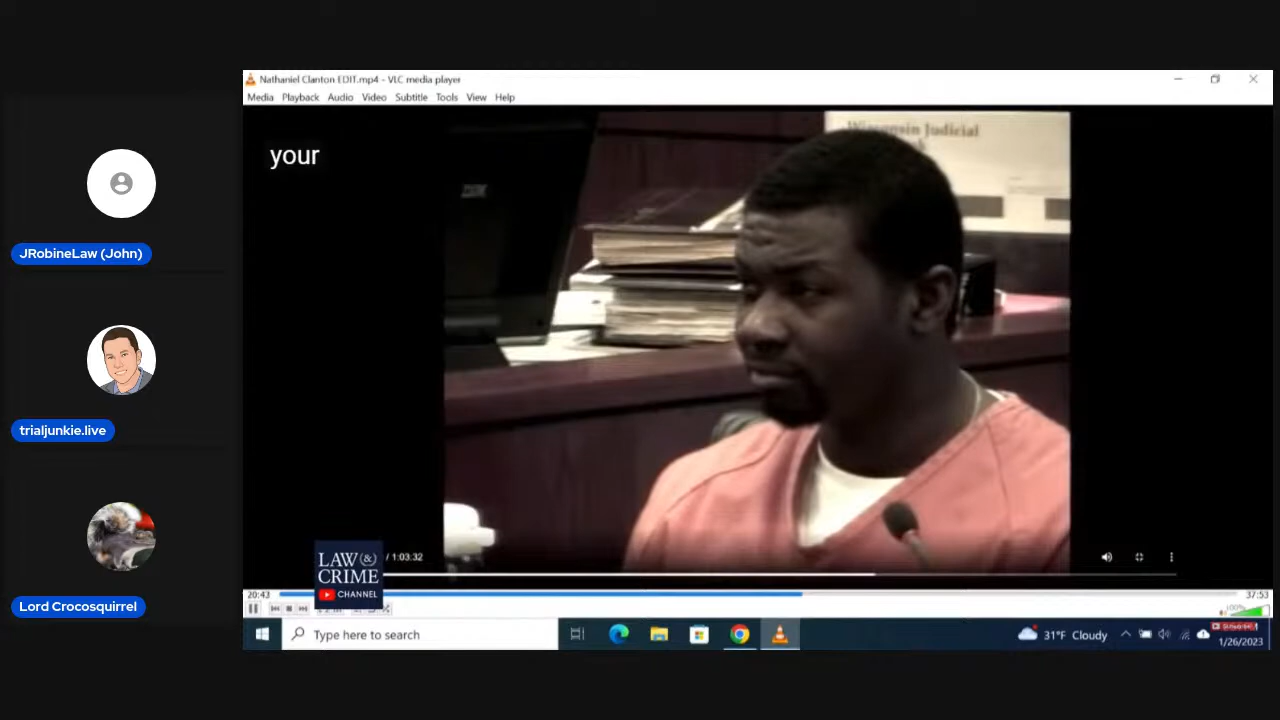 Nathaniel Clanton EDIT.mp4 - VLC media player
Media Playback Audio Video Subtitle Tools View Help
your
Wisconsin Judicial
IBM
JRobineLaw (John)
trialjunkie.live
Lord Crocosquirrel
/ 1:03:32
LAW &
CRIME
CHANNEL
20:43
37:53
100%
Type here to search
31°F Cloudy
1/26/2023